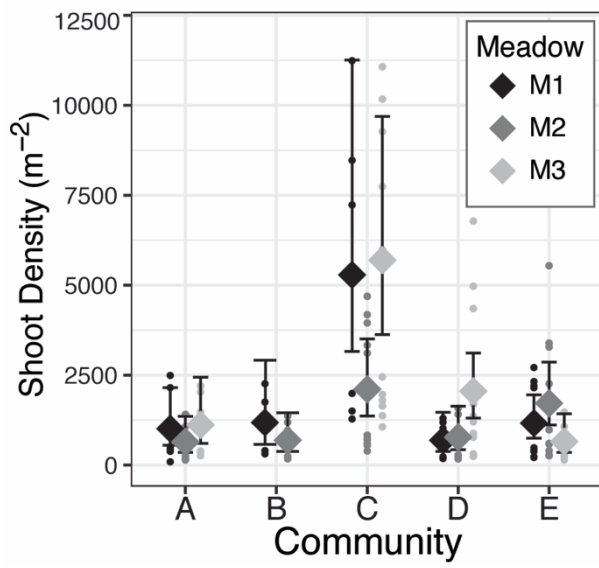 12500
10000
7500
5000
2500
0
Shoot Density (m⁻²)
Meadow
M1
M2
M3
A B C D E
Community